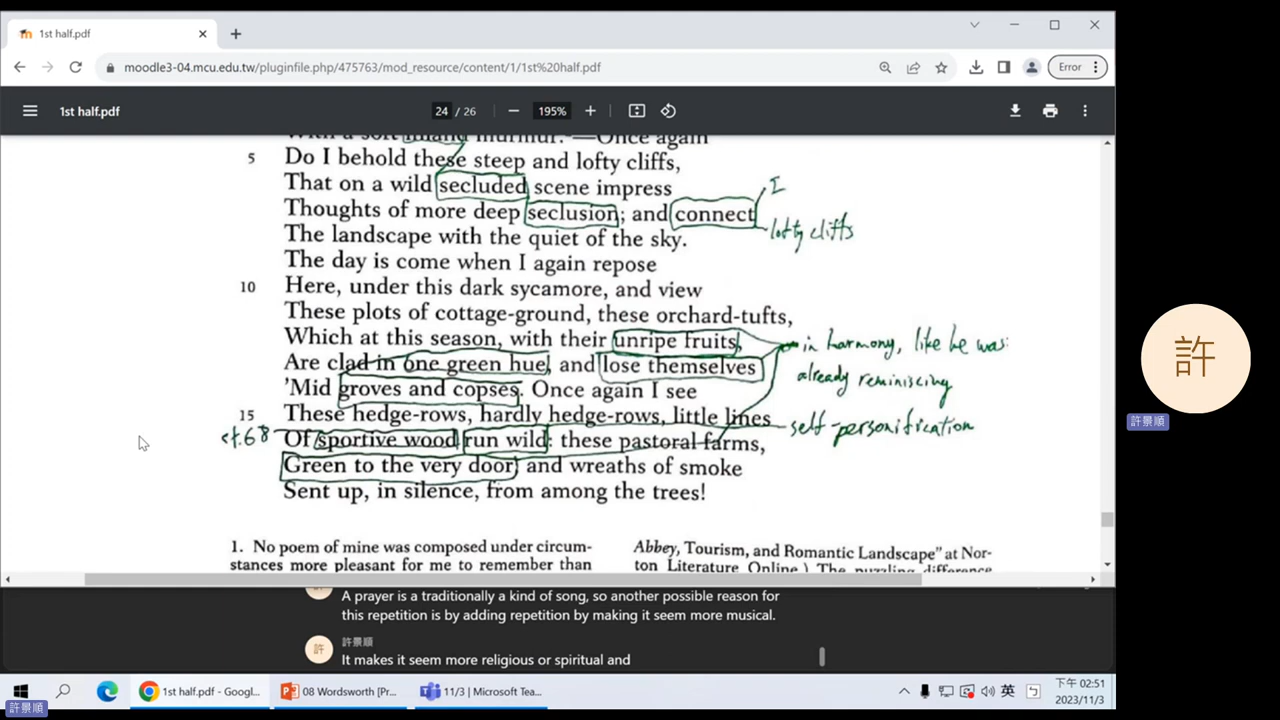 1st half.pdf
moodle3-04.mcu.edu.tw/pluginfile.php/475763/mod_resource/content/1/1st%20half.pdf
Error
1st half.pdf
24 / 26
195%
With a soft inland murmur.—Once again
5 Do I behold these steep and lofty cliffs,
That on a wild secluded scene impress
I
Thoughts of more deep seclusion; and connect
lofty cliffs
The landscape with the quiet of the sky.
The day is come when I again repose
10 Here, under this dark sycamore, and view
These plots of cottage-ground, these orchard-tufts,
Which at this season, with their unripe fruits,
in harmony, like he was
Are clad in one green hue, and lose themselves
already reminiscing
'Mid groves and copses. Once again I see
15 These hedge-rows, hardly hedge-rows, little lines
self-personification
cf. 68 Of sportive wood run wild: these pastoral farms,
Green to the very door; and wreaths of smoke
Sent up, in silence, from among the trees!
1. No poem of mine was composed under circum-
stances more pleasant for me to remember than
Abbey, Tourism, and Romantic Landscape" at Nor-
ton Literature Online.) The puzzling difference
許
A prayer is a traditionally a kind of song, so another possible reason for
this repetition is by adding repetition by making it seem more musical.
許
許景順
It makes it seem more religious or spiritual and
1st half.pdf - Googl...
08 Wordsworth [Pr...
11/3 | Microsoft Tea...
英
下午 02:51
2023/11/3
許景順
許
許景順